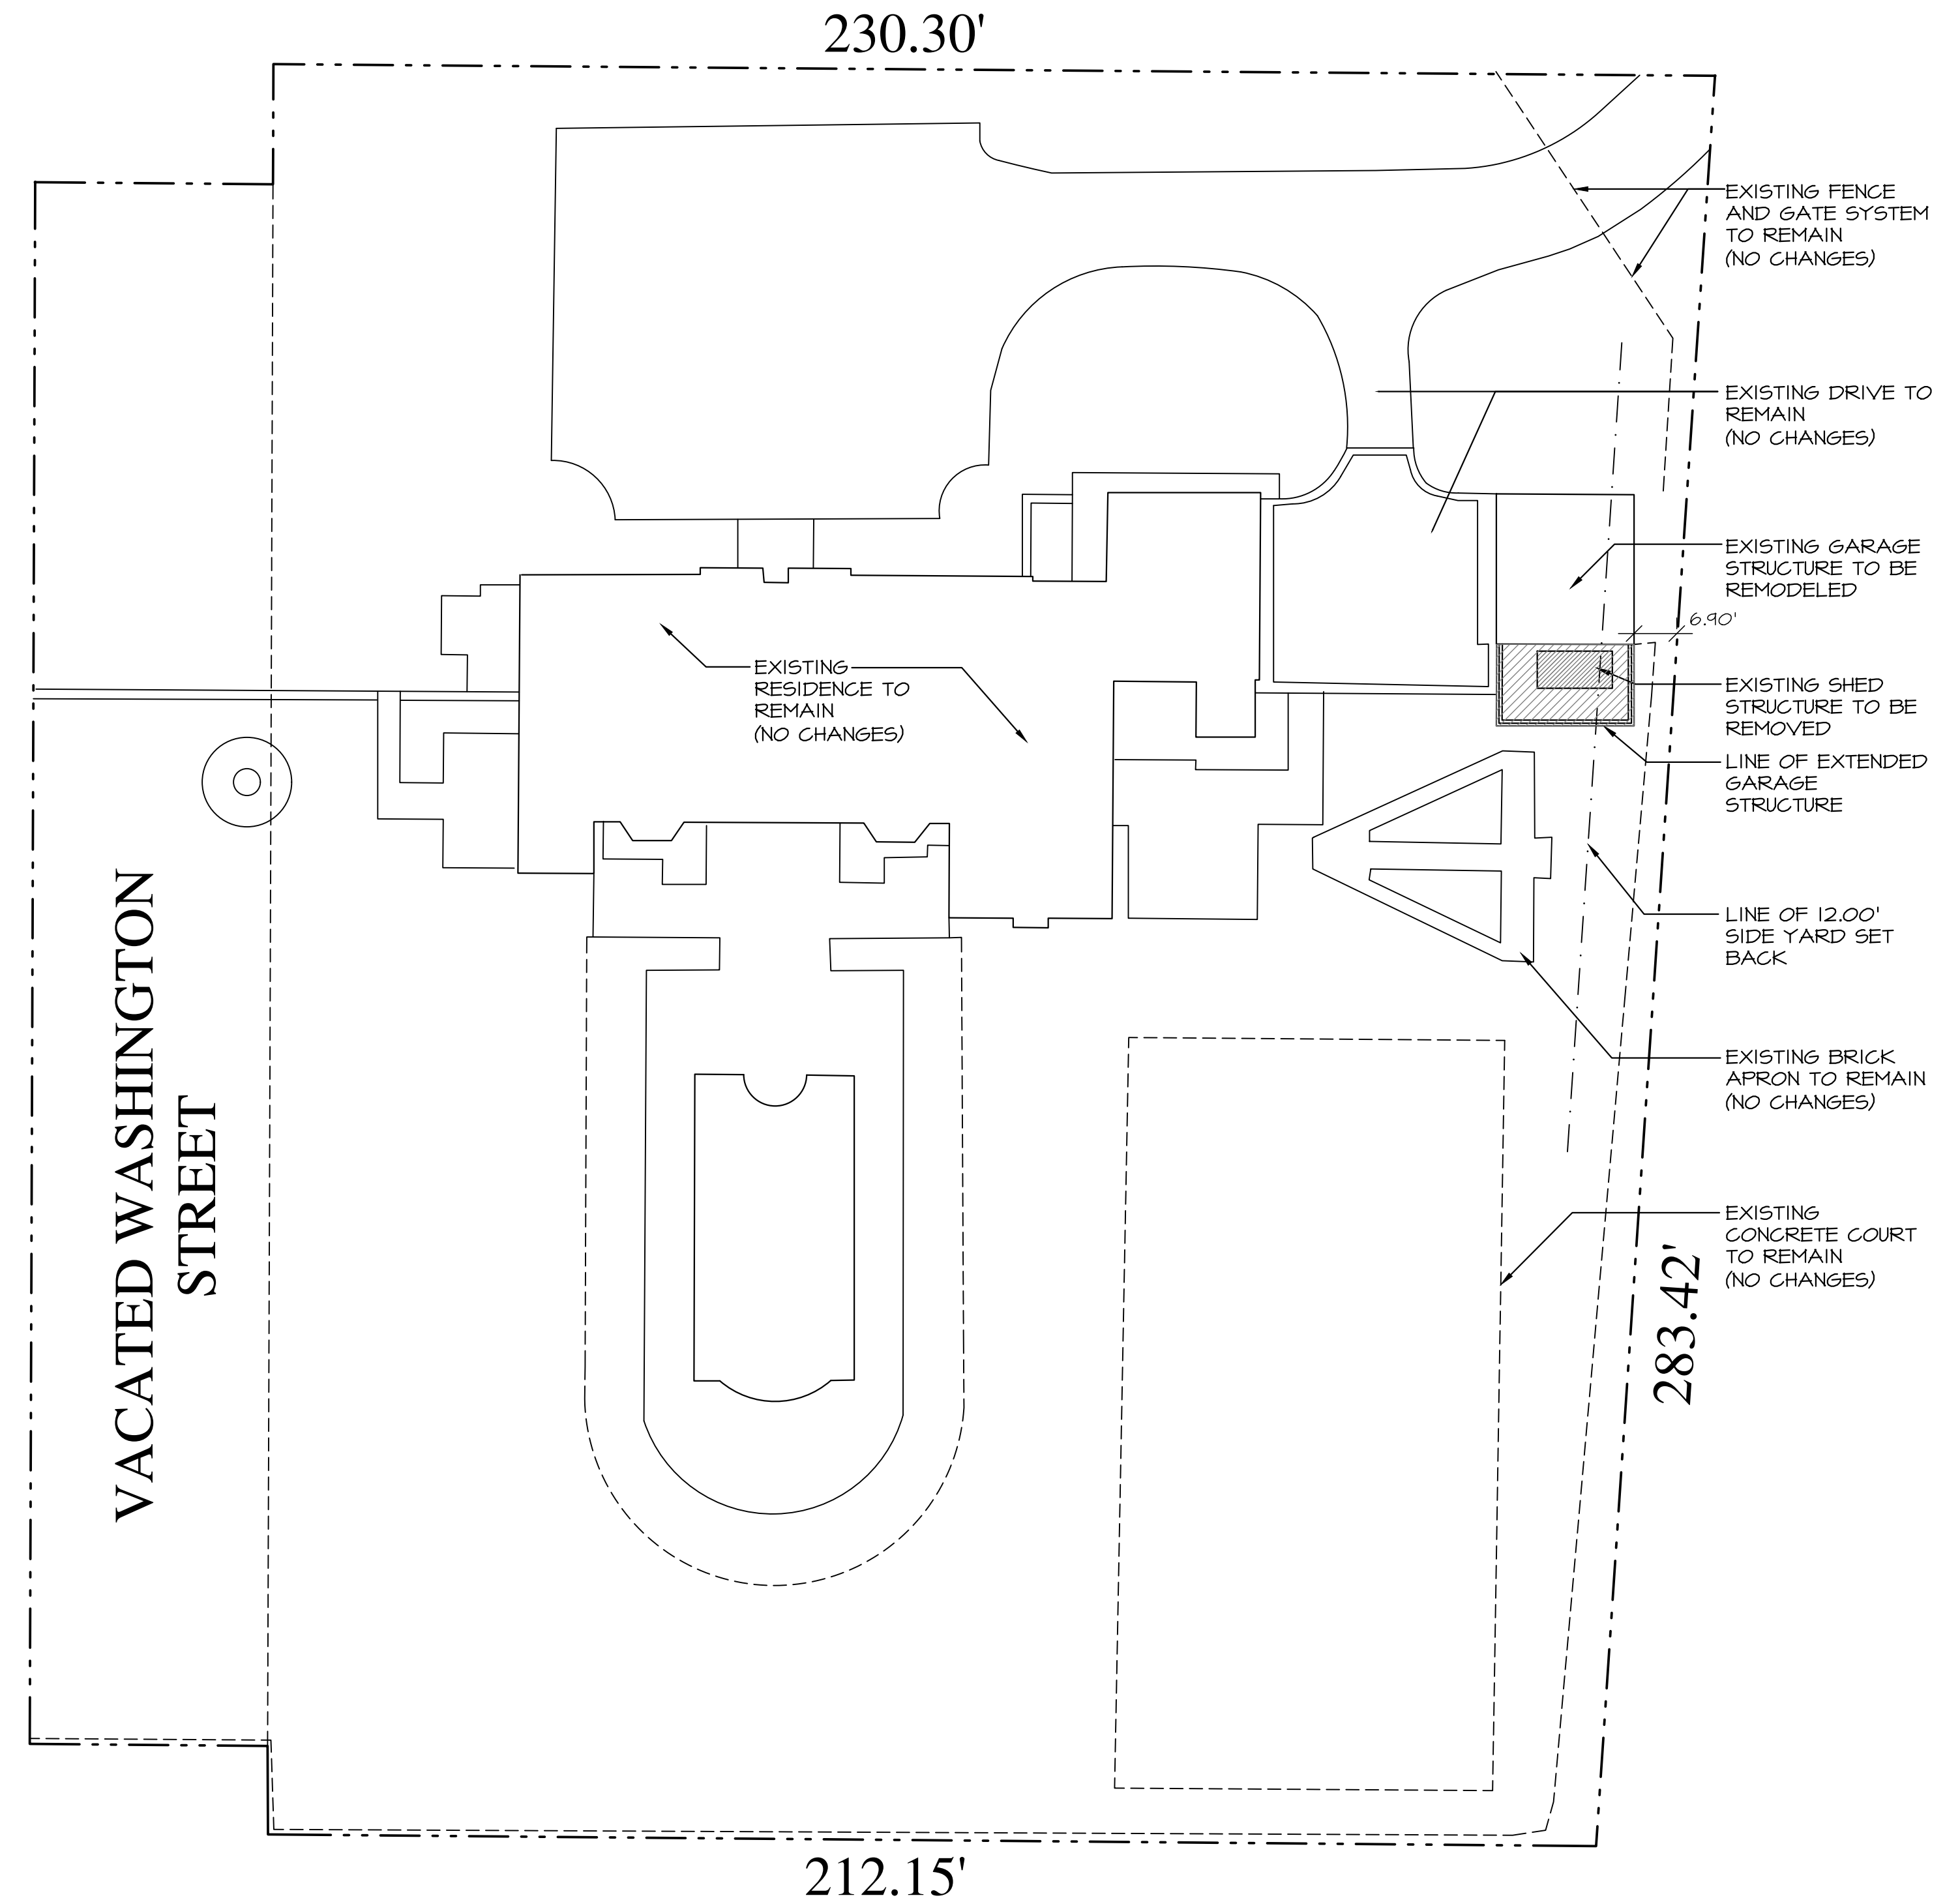 230.30'
EXISTING FENCE
AND GATE SYSTEM
TO REMAIN
(NO CHANGES)
EXISTING DRIVE TO
REMAIN
(NO CHANGES)
EXISTING GARAGE
STRUCTURE TO BE
REMODELED
6.90'
EXISTING
RESIDENCE TO
REMAIN
(NO CHANGES)
EXISTING SHED
STRUCTURE TO BE
REMOVED
LINE OF EXTENDED
GARAGE
STRUCTURE
LINE OF 12.00'
SIDE YARD SET
BACK
EXISTING BRICK
APRON TO REMAIN
(NO CHANGES)
VACATED WASHINGTON
STREET
EXISTING
CONCRETE COURT
TO REMAIN
(NO CHANGES)
283.42'
212.15'